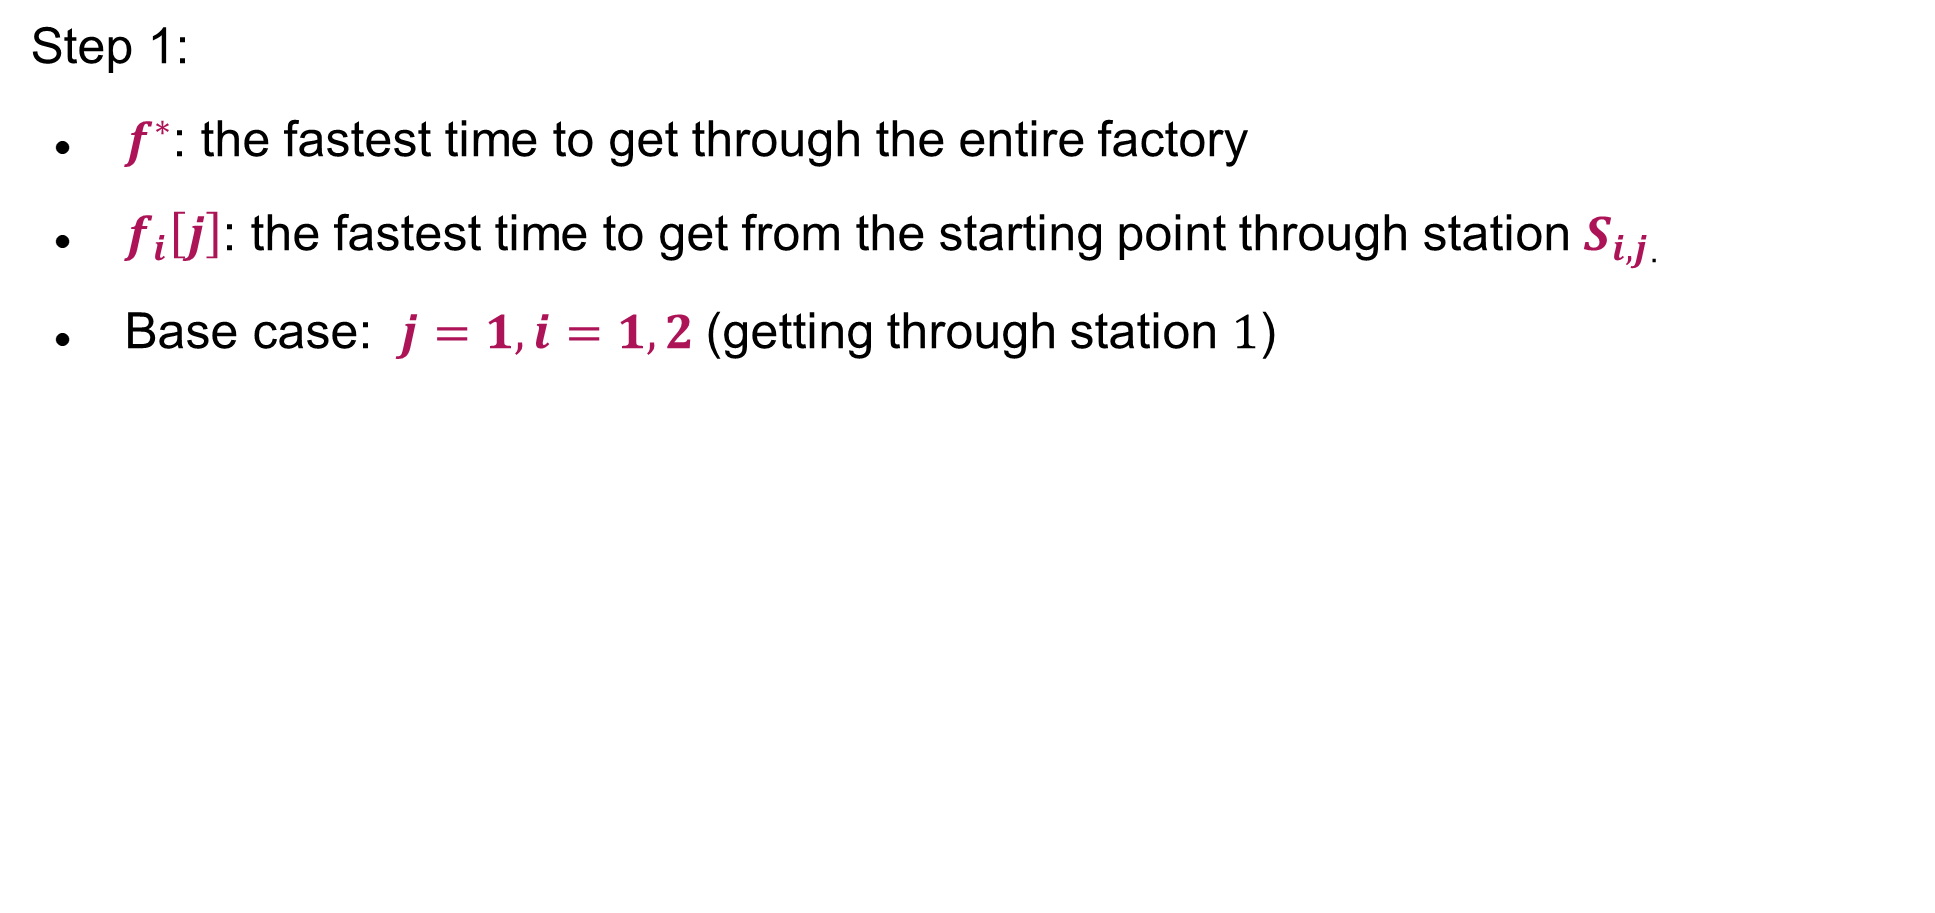 Step 1:
• f*: the fastest time to get through the entire factory
• f_i[j]: the fastest time to get from the starting point through station S_{i,j}.
• Base case: j = 1, i = 1, 2 (getting through station 1)